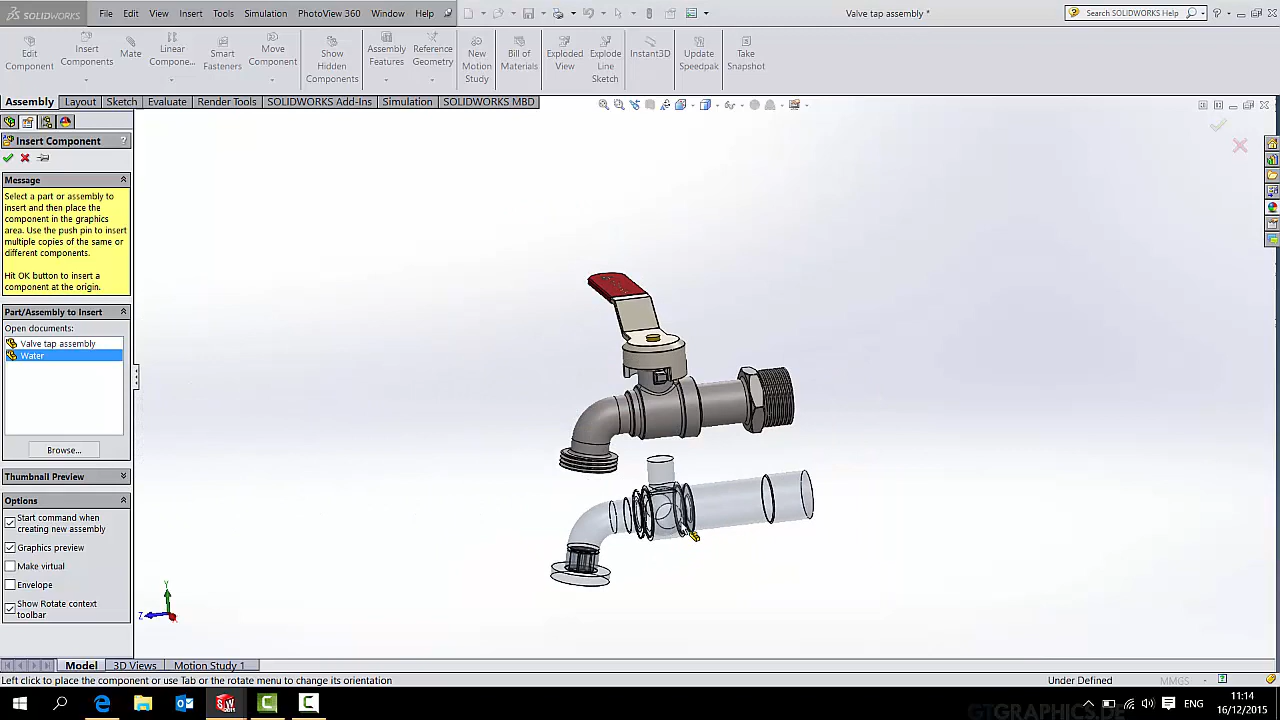 SOLIDWORKS File Edit View Insert Tools Simulation PhotoView 360 Window Help Valve tap assembly * Search SOLIDWORKS Help
Edit Component
Insert Components
Mate
Linear Compone...
Smart Fasteners
Move Component
Show Hidden Components
Assembly Features
Reference Geometry
New Motion Study
Bill of Materials
Exploded View
Explode Line Sketch
Instant3D
Update Speedpak
Take Snapshot
Assembly Layout Sketch Evaluate Render Tools SOLIDWORKS Add-Ins Simulation SOLIDWORKS MBD
Insert Component ?
Message
Select a part or assembly to
insert and then place the
component in the graphics
area. Use the push pin to insert
multiple copies of the same or
different components.
Hit OK button to insert a
component at the origin.
Part/Assembly to Insert
Open documents:
Valve tap assembly
Water
Browse...
Thumbnail Preview
Options
Start command when
creating new assembly
Graphics preview
Make virtual
Envelope
Show Rotate context
toolbar
Y
Z
Model 3D Views Motion Study 1
Left click to place the component or use Tab or the rotate menu to change its orientation Under Defined MMGS
ENG
11:14
16/12/2015
GTGRAPHICS.DE